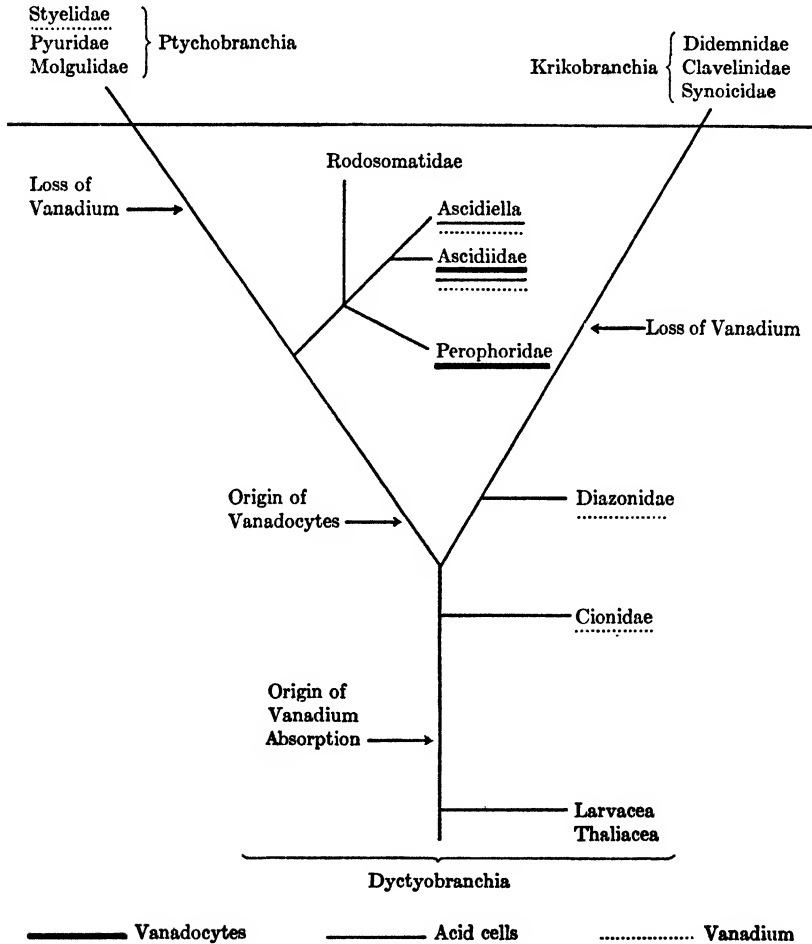 Styelidae
Pyuridae
Molgulidae
Ptychobranchia
Krikobranchia
Didemnidae
Clavelinidae
Synoicidae
Loss of
Vanadium
Rodosomatidae
Ascidiella
Ascidiidae
Perophoridae
Loss of Vanadium
Origin of
Vanadocytes
Diazonidae
Cionidae
Origin of
Vanadium
Absorption
Larvacea
Thaliacea
Dyctyobranchia
Vanadocytes
Acid cells
Vanadium